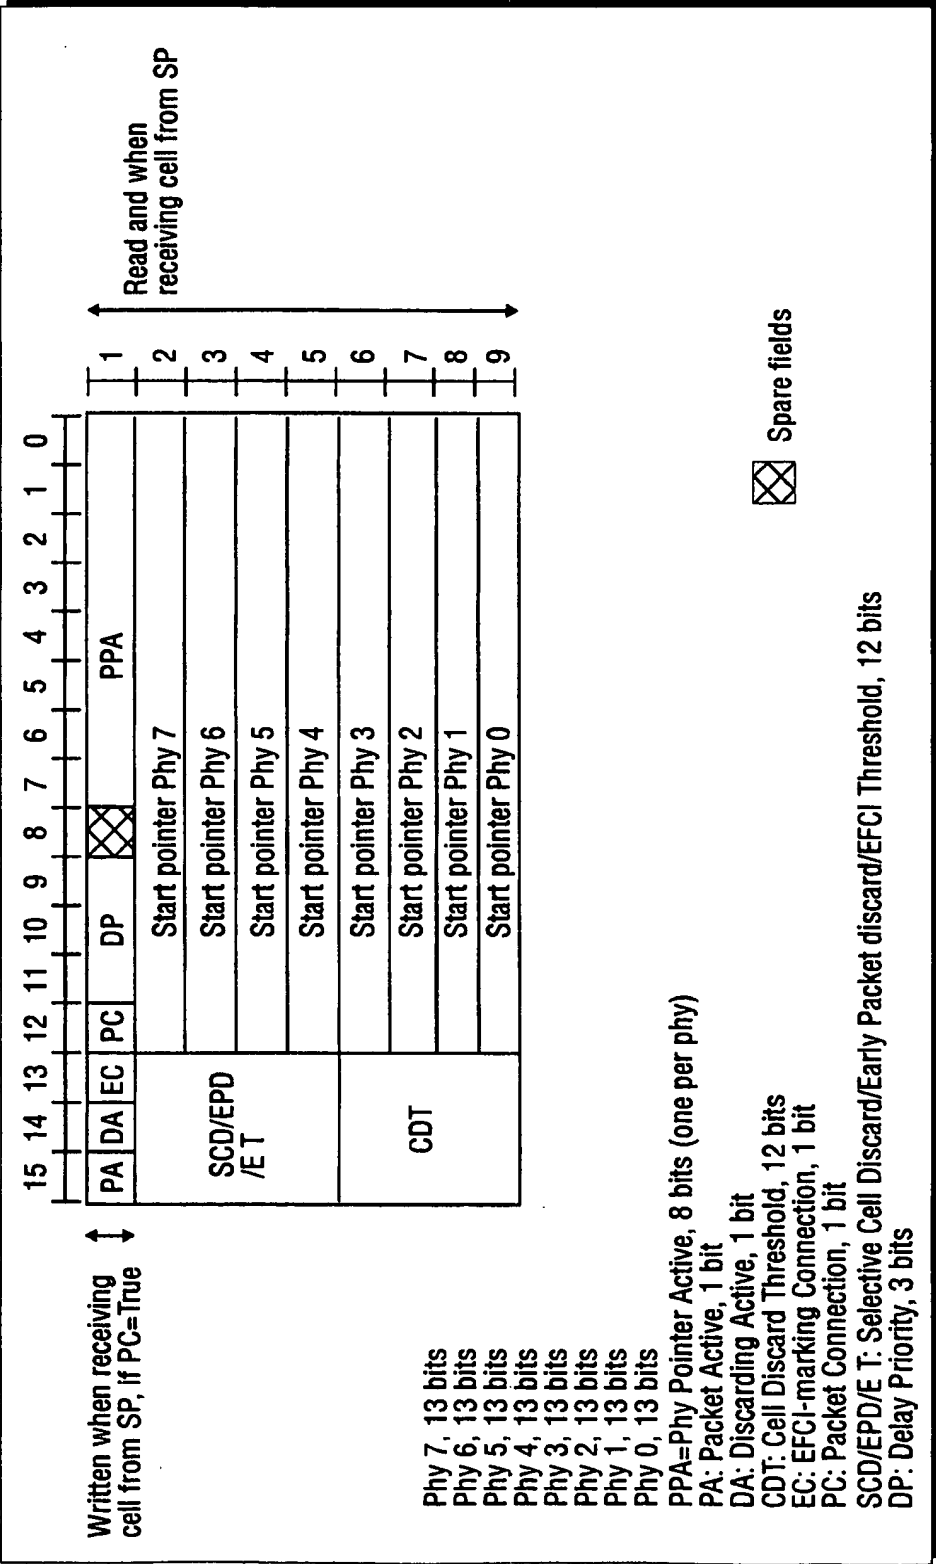 15 14 13 12 11 10 9 8 7 6 5 4 3 2 1 0
Written when receiving
cell from SP, if PC=True
PA DA EC PC DP PPA 1
Read and when
receiving cell from SP
SCD/EPD
/E T
Start pointer Phy 7 2
Start pointer Phy 6 3
Start pointer Phy 5 4
Start pointer Phy 4 5
CDT
Start pointer Phy 3 6
Start pointer Phy 2 7
Start pointer Phy 1 8
Start pointer Phy 0 9
Phy 7, 13 bits
Phy 6, 13 bits
Phy 5, 13 bits
Phy 4, 13 bits
Phy 3, 13 bits
Phy 2, 13 bits
Phy 1, 13 bits
Phy 0, 13 bits
PPA=Phy Pointer Active, 8 bits (one per phy)
PA: Packet Active, 1 bit
DA: Discarding Active, 1 bit
CDT: Cell Discard Threshold, 12 bits
EC: EFCI-marking Connection, 1 bit
PC: Packet Connection, 1 bit
SCD/EPD/E T: Selective Cell Discard/Early Packet discard/EFCI Threshold, 12 bits
DP: Delay Priority, 3 bits
Spare fields